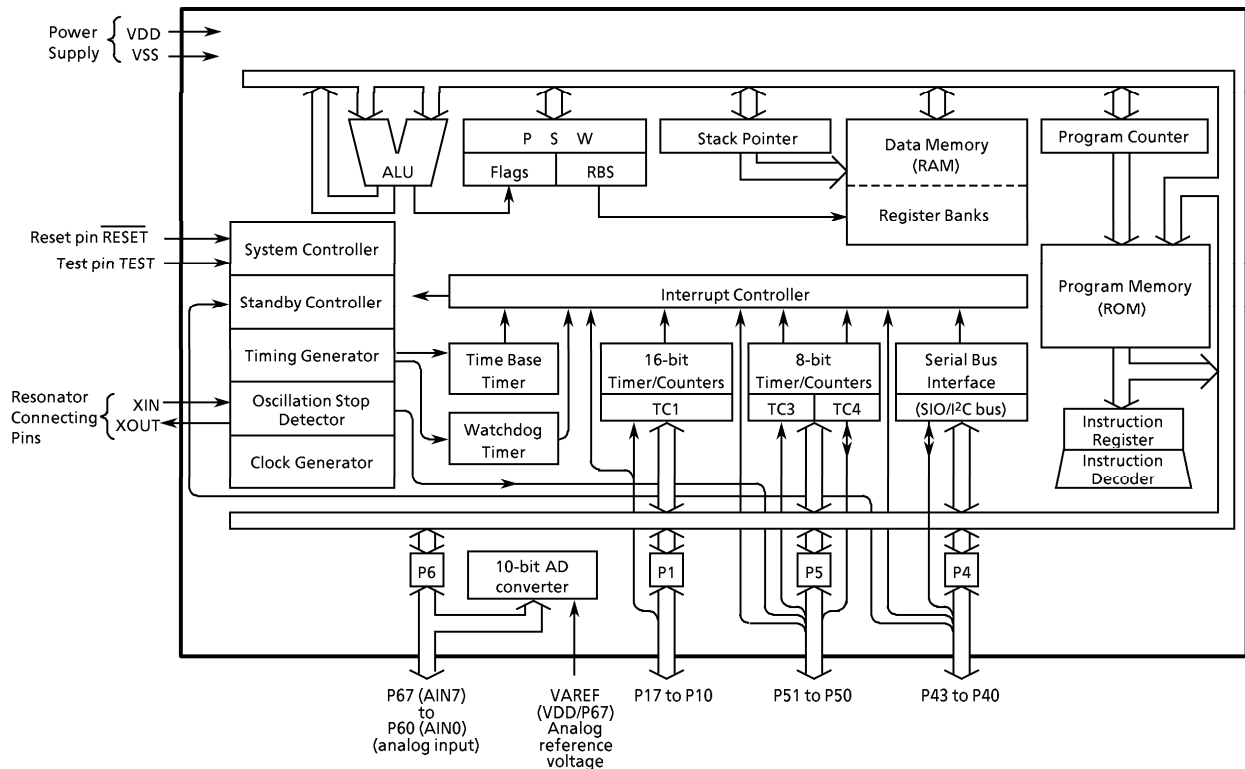 Power
Supply
VDD
VSS
P S W
Flags
RBS
ALU
Stack Pointer
Data Memory
(RAM)
Register Banks
Program Counter
Reset pin RESET
Test pin TEST
System Controller
Standby Controller
Timing Generator
Oscillation Stop
Detector
Clock Generator
Resonator
Connecting
Pins
XIN
XOUT
Interrupt Controller
Time Base
Timer
Watchdog
Timer
16-bit
Timer/Counters
TC1
8-bit
Timer/Counters
TC3
TC4
Serial Bus
Interface
(SIO/I²C bus)
Program Memory
(ROM)
Instruction
Register
Instruction
Decoder
P6
10-bit AD
converter
P1
P5
P4
P67 (AIN7)
to
P60 (AIN0)
(analog input)
VAREF
(VDD/P67)
Analog
reference
voltage
P17 to P10
P51 to P50
P43 to P40